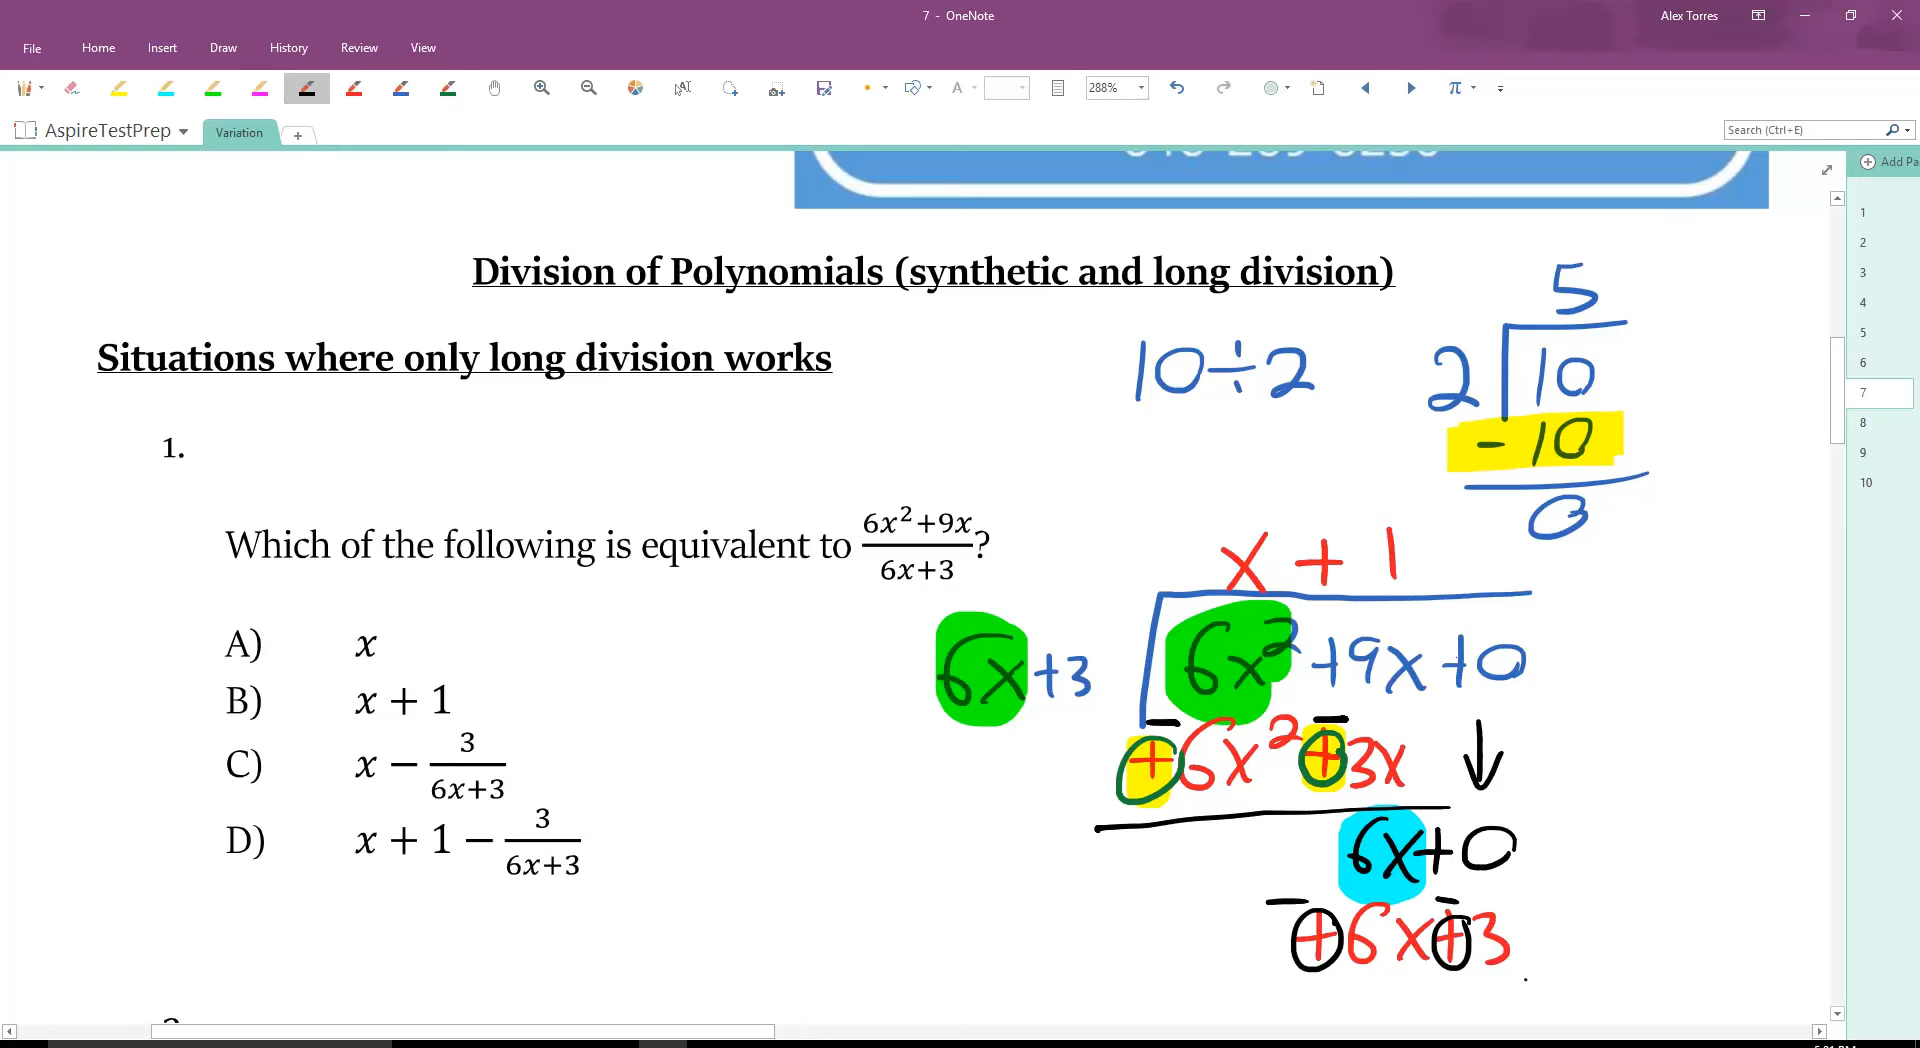 7 - OneNote
Alex Torres
File Home Insert Draw History Review View
288%
AspireTestPrep
Variation
Search (Ctrl+E)
Add Pa
Division of Polynomials (synthetic and long division)
Situations where only long division works
10÷2
5
2 10
-10
0
1.
Which of the following is equivalent to (6x²+9x)/(6x+3)?
A) x
B) x + 1
C) x − 3/(6x+3)
D) x + 1 − 3/(6x+3)
x + 1
6x+3 6x²+9x+0
− −
+6x²+3x
6x+0
− −
+6x+3
1
2
3
4
5
6
7
8
9
10